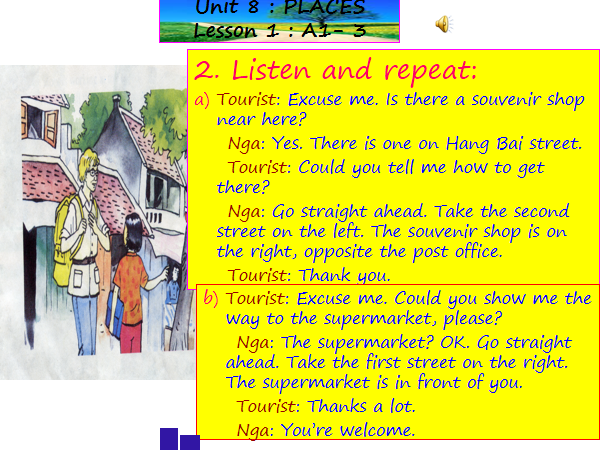 Unit 8 : PLACES
Lesson 1 : A1- 3
2. Listen and repeat:
a) Tourist: Excuse me. Is there a souvenir shop
near here?
Nga: Yes. There is one on Hang Bai street.
Tourist: Could you tell me how to get
there?
Nga: Go straight ahead. Take the second
street on the left. The souvenir shop is on
the right, opposite the post office.
Tourist: Thank you.
b) Tourist: Excuse me. Could you show me the
way to the supermarket, please?
Nga: The supermarket? OK. Go straight
ahead. Take the first street on the right.
The supermarket is in front of you.
Tourist: Thanks a lot.
Nga: You're welcome.